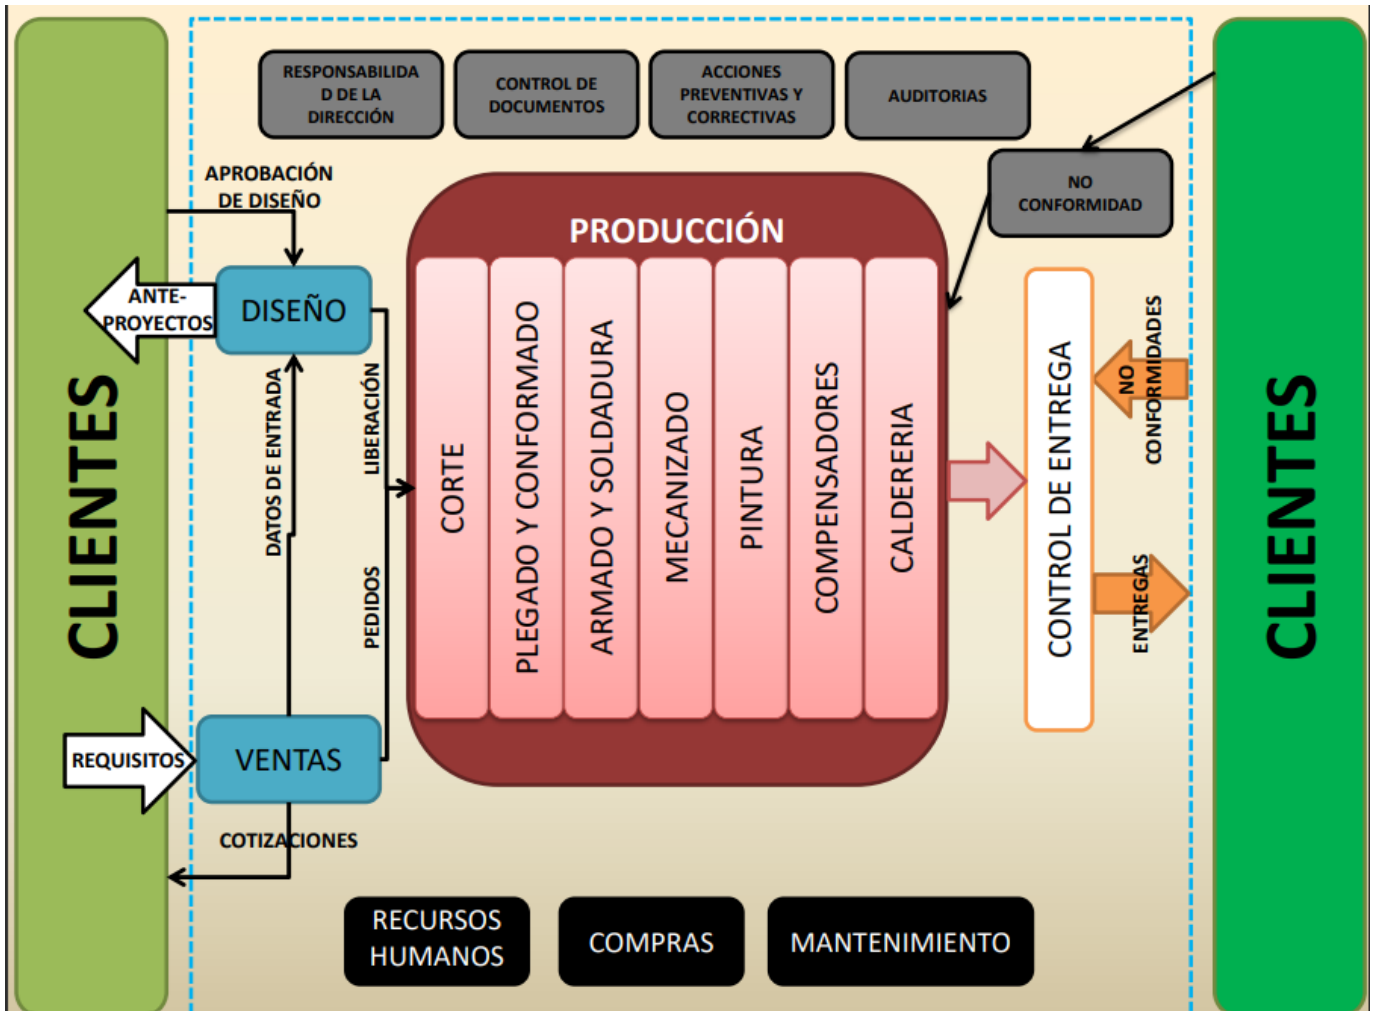 RESPONSABILIDA
D DE LA
DIRECCIÓN
CONTROL DE
DOCUMENTOS
ACCIONES
PREVENTIVAS Y
CORRECTIVAS
AUDITORIAS
NO
CONFORMIDAD
APROBACIÓN
DE DISEÑO
ANTE-
PROYECTOS
DISEÑO
CLIENTES
DATOS DE ENTRADA
LIBERACIÓN
PEDIDOS
REQUISITOS
VENTAS
COTIZACIONES
PRODUCCIÓN
CORTE
PLEGADO Y CONFORMADO
ARMADO Y SOLDADURA
MECANIZADO
PINTURA
COMPENSADORES
CALDERERIA
CONTROL DE ENTREGA
NO
CONFORMIDADES
ENTREGAS
CLIENTES
RECURSOS
HUMANOS
COMPRAS
MANTENIMIENTO